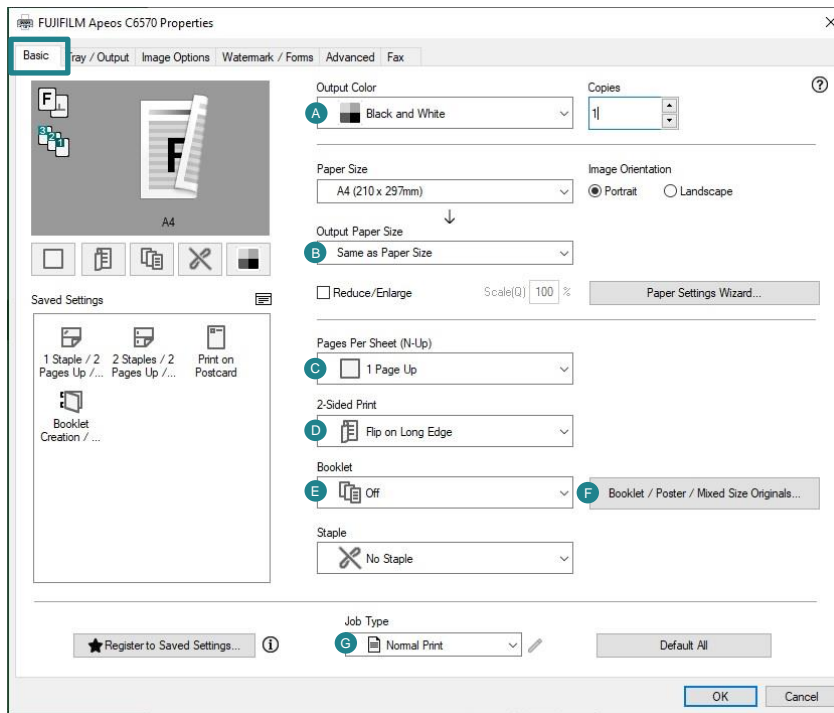 FUJIFILM Apeos C6570 Properties
Basic Tray / Output Image Options Watermark / Forms Advanced Fax
F
3 2 1
F
A4
Saved Settings
1 Staple / 2
Pages Up /...
2 Staples / 2
Pages Up /...
Print on
Postcard
Booklet
Creation / ...
Output Color
A Black and White
Copies
1
Paper Size
A4 (210 x 297mm)
Image Orientation
Portrait Landscape
Output Paper Size
B Same as Paper Size
Reduce/Enlarge Scale(Q) 100 % Paper Settings Wizard...
Pages Per Sheet (N-Up)
C 1 Page Up
2-Sided Print
D Flip on Long Edge
Booklet
E Off F Booklet / Poster / Mixed Size Originals...
Staple
No Staple
Job Type
Register to Saved Settings... G Normal Print Default All
OK Cancel